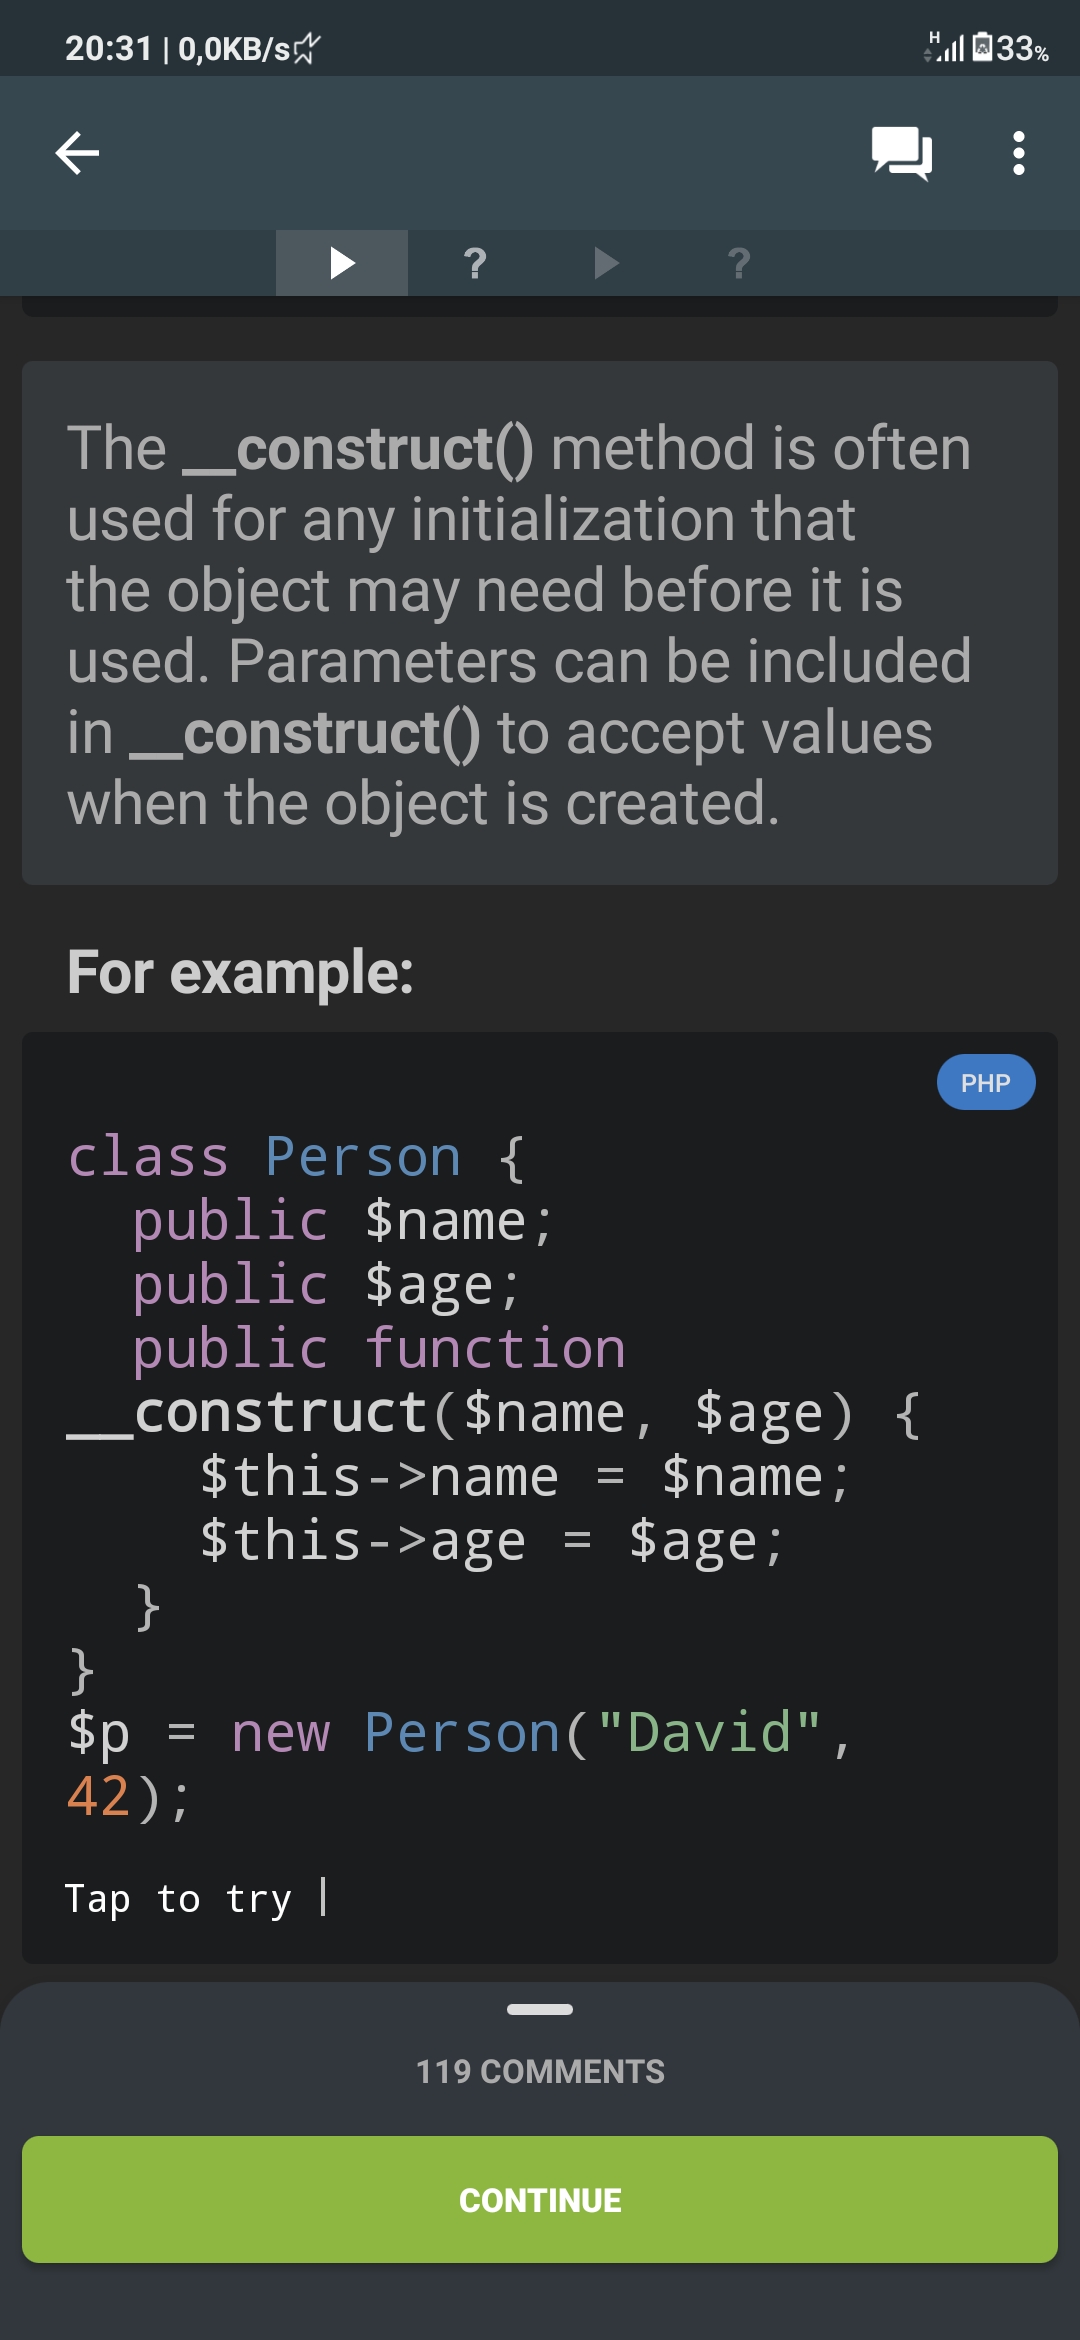 20:31 | 0,0KB/s
H
33%
?
?
The __construct() method is often
used for any initialization that
the object may need before it is
used. Parameters can be included
in __construct() to accept values
when the object is created.
For example:
PHP
class Person {
  public $name;
  public $age;
  public function
__construct($name, $age) {
    $this->name = $name;
    $this->age = $age;
  }
}
$p = new Person("David",
42);
Tap to try
119 COMMENTS
CONTINUE